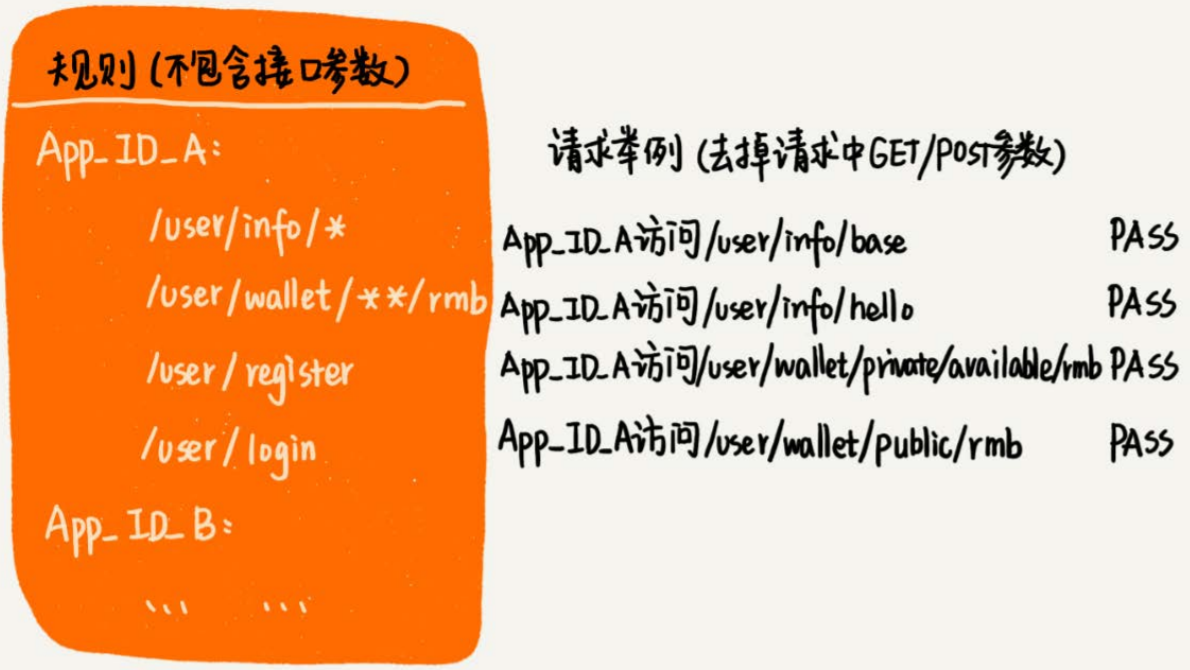 规则(不包含接口参数)
App_ID_A:
/user/info/*
/user/wallet/**/rmb
/user/register
/user/login
App_ID_B:
... ...
请求举例(去掉请求中GET/POST参数)
App_ID_A访问/user/info/base PASS
App_ID_A访问/user/info/hello PASS
App_ID_A访问/user/wallet/private/available/rmb PASS
App_ID_A访问/user/wallet/public/rmb PASS